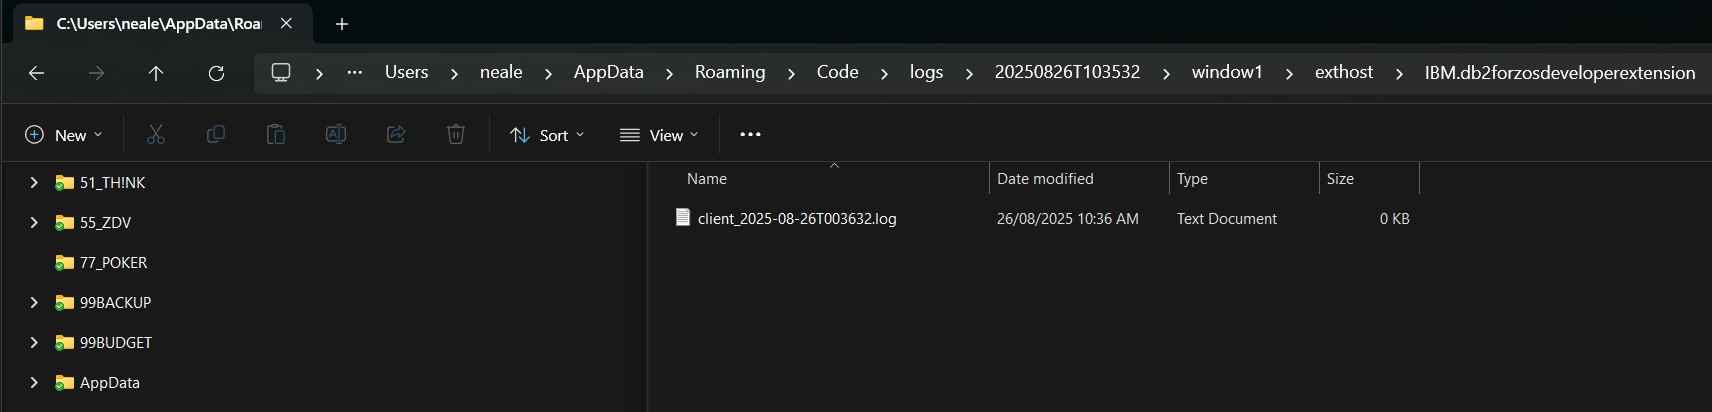 C:\Users\neale\AppData\Roa
Users > neale > AppData > Roaming > Code > logs > 20250826T103532 > window1 > exthost > IBM.db2forzosdeveloperextension
New Sort View
51_TH!NK
55_ZDV
77_POKER
99BACKUP
99BUDGET
AppData
Name Date modified Type Size
client_2025-08-26T003632.log 26/08/2025 10:36 AM Text Document 0 KB